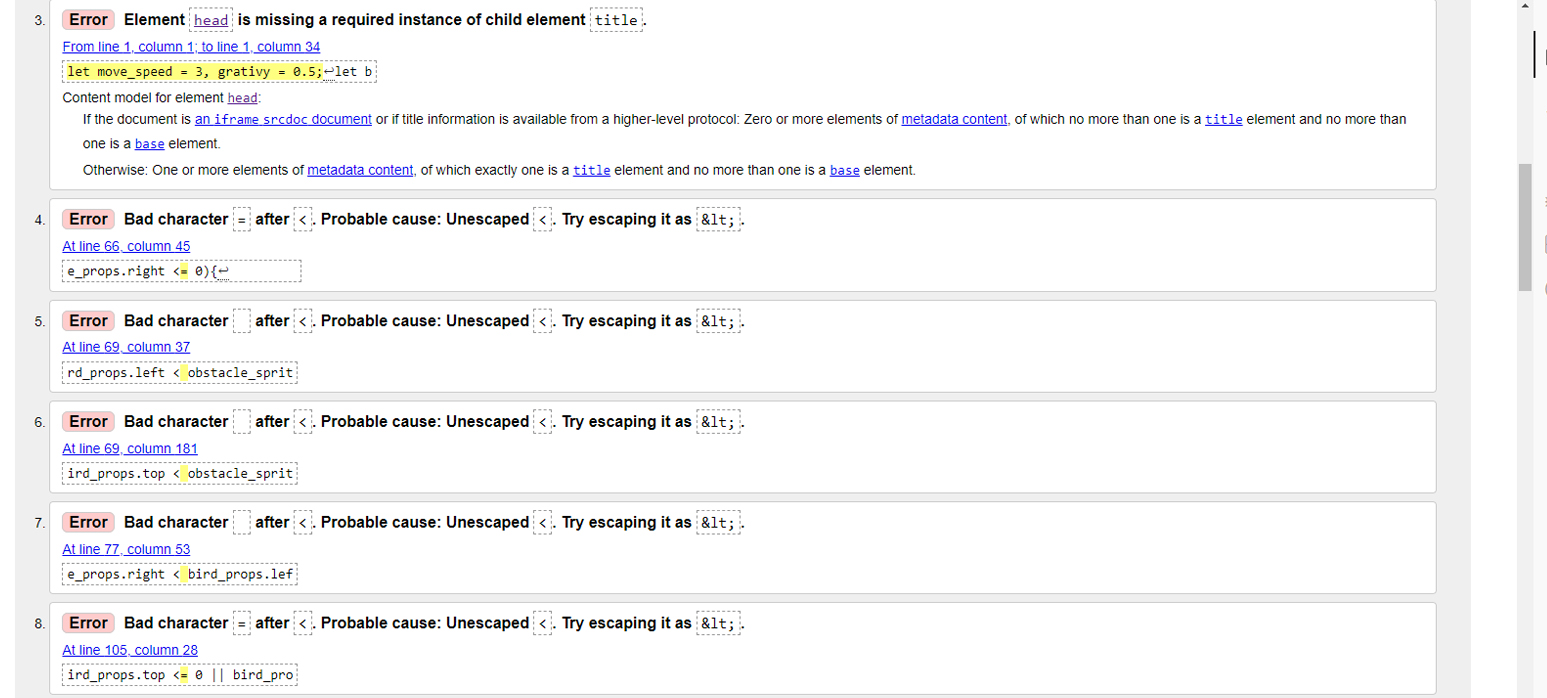 3. Error Element head is missing a required instance of child element title.
From line 1, column 1; to line 1, column 34
let move_speed = 3, grativy = 0.5;↩let b
Content model for element head:
If the document is an iframe srcdoc document or if title information is available from a higher-level protocol: Zero or more elements of metadata content, of which no more than one is a title element and no more than
one is a base element.
Otherwise: One or more elements of metadata content, of which exactly one is a title element and no more than one is a base element.
4. Error Bad character = after <. Probable cause: Unescaped <. Try escaping it as &lt;.
At line 66, column 45
e_props.right <= 0){↩
5. Error Bad character after <. Probable cause: Unescaped <. Try escaping it as &lt;.
At line 69, column 37
rd_props.left < obstacle_sprit
6. Error Bad character after <. Probable cause: Unescaped <. Try escaping it as &lt;.
At line 69, column 181
ird_props.top < obstacle_sprit
7. Error Bad character after <. Probable cause: Unescaped <. Try escaping it as &lt;.
At line 77, column 53
e_props.right < bird_props.lef
8. Error Bad character = after <. Probable cause: Unescaped <. Try escaping it as &lt;.
At line 105, column 28
ird_props.top <= 0 || bird_pro